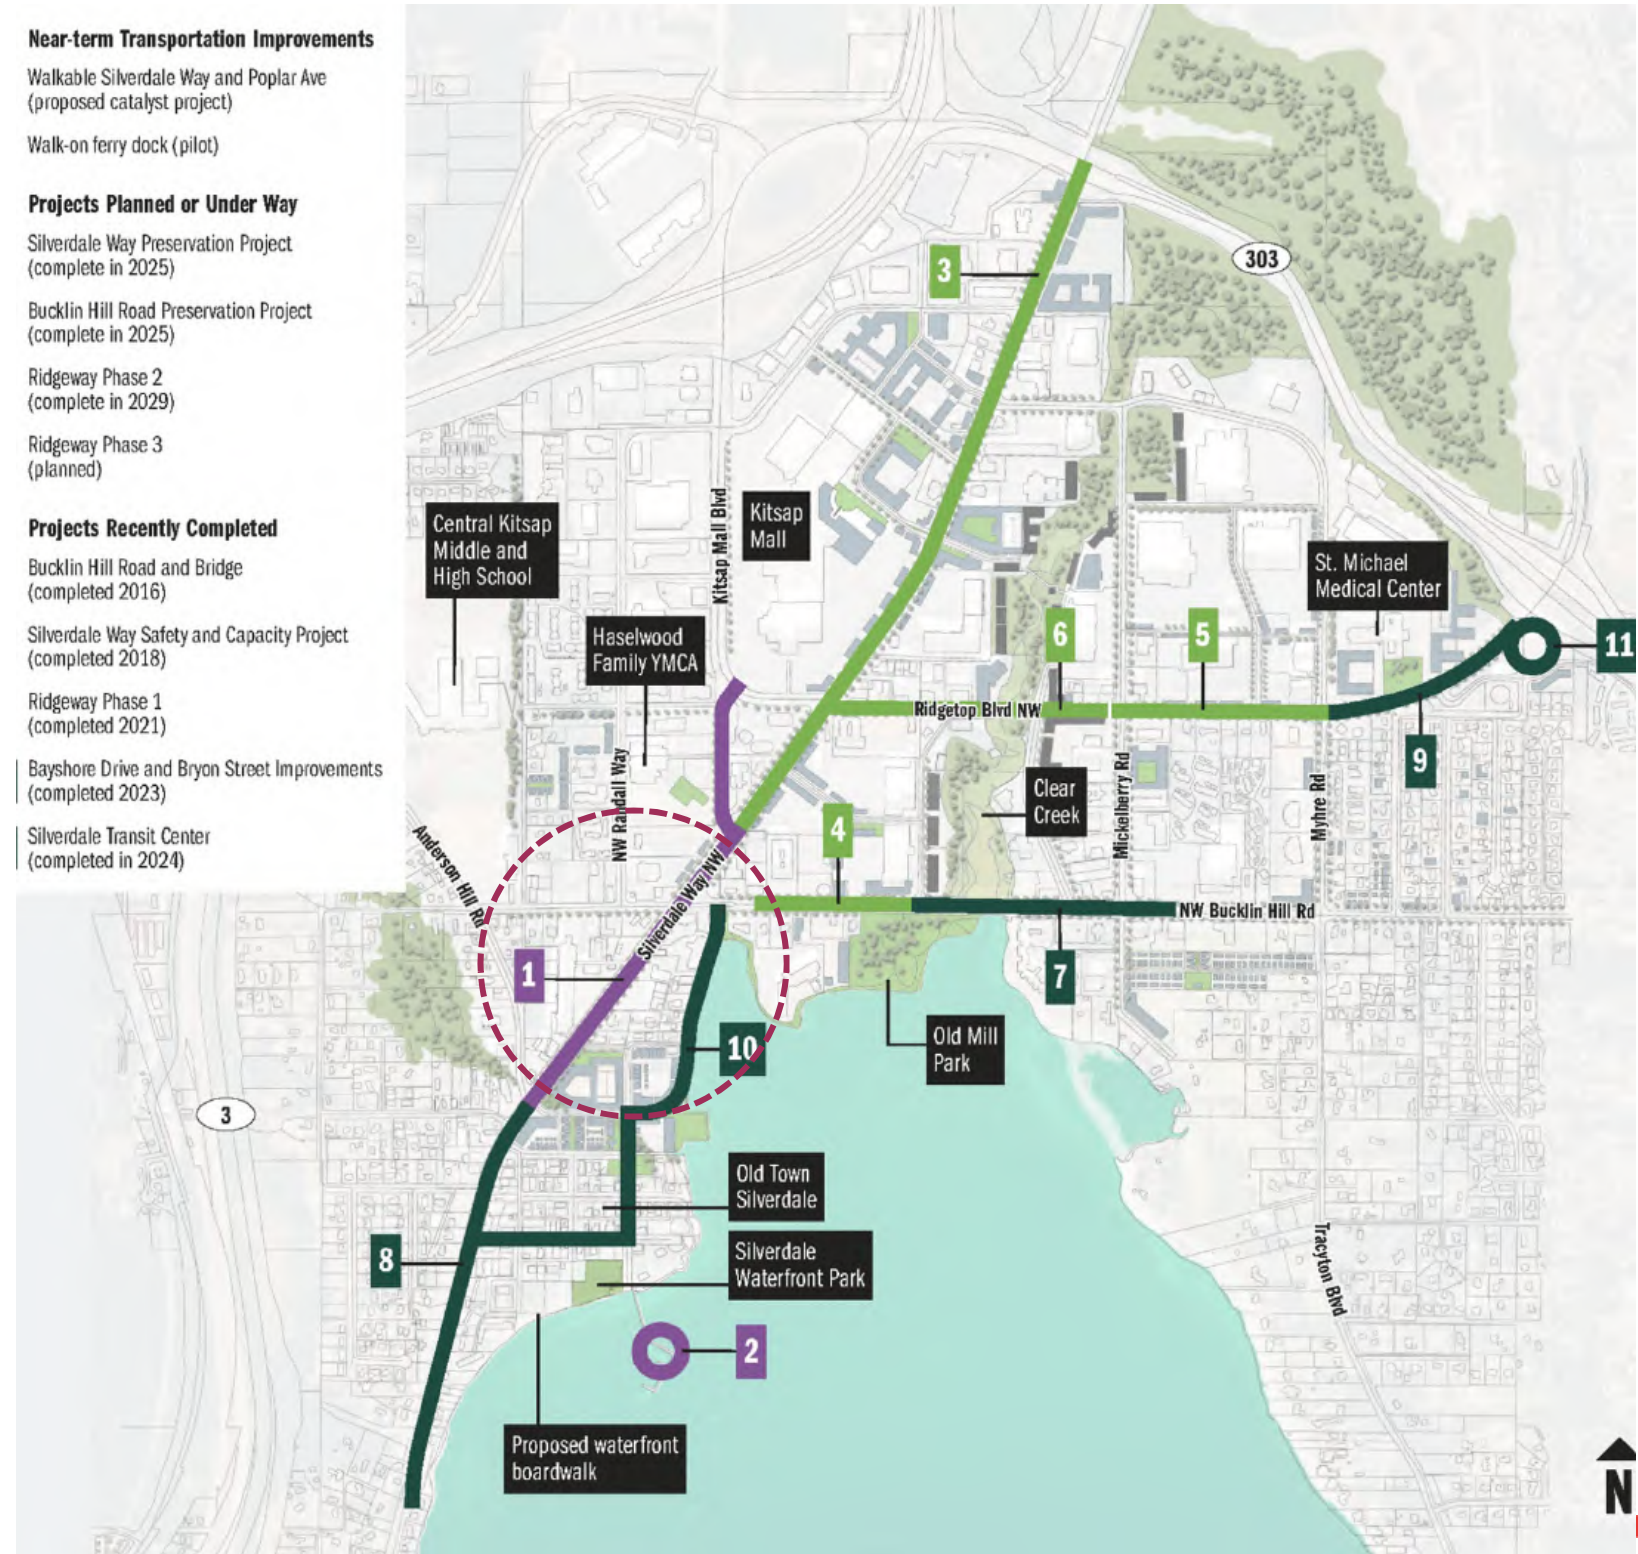 Near-term Transportation Improvements
Walkable Silverdale Way and Poplar Ave
(proposed catalyst project)
Walk-on ferry dock (pilot)
Projects Planned or Under Way
Silverdale Way Preservation Project
(complete in 2025)
Bucklin Hill Road Preservation Project
(complete in 2025)
Ridgeway Phase 2
(complete in 2029)
Ridgeway Phase 3
(planned)
Projects Recently Completed
Bucklin Hill Road and Bridge
(completed 2016)
Silverdale Way Safety and Capacity Project
(completed 2018)
Ridgeway Phase 1
(completed 2021)
Bayshore Drive and Bryon Street Improvements
(completed 2023)
Silverdale Transit Center
(completed in 2024)
303
3
Central Kitsap
Middle and
High School
Kitsap Mall Blvd
Kitsap
Mall
St. Michael
Medical Center
Haselwood
Family YMCA
6
5
11
Ridgetop Blvd NW
9
NW Randall Way
Clear
Creek
Mickelberry Rd
Myhre Rd
4
Anderson Hill Rd
Silverdale Way NW
NW Bucklin Hill Rd
1
7
10
Old Mill
Park
3
Old Town
Silverdale
8
Silverdale
Waterfront Park
Tracyton Blvd
2
Proposed waterfront
boardwalk
N